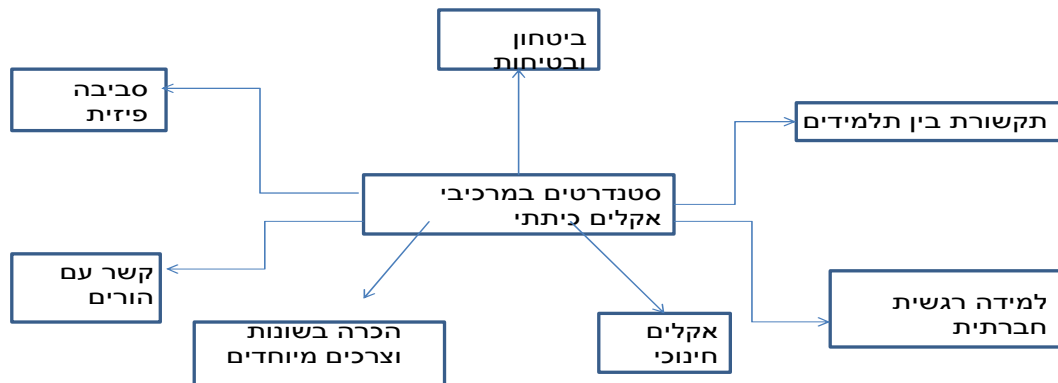 ביטחון
ובטיחות
סביבה
פיזית
תקשורת בין תלמידים
סטנדרטים במרכיבי
אקלים כיתתי
קשר עם
הורים
למידה רגשית
חברתית
אקלים
חינוכי
הכרה בשונות
וצרכים מיוחדים